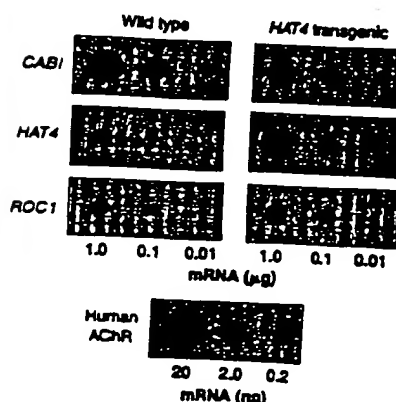 Wild type HAT4 transgenic
CABI
HAT4
ROC1
1.0 0.1 0.01 1.0 0.1 0.01
mRNA (µg)
Human
AChR
20 2.0 0.2
mRNA (ng)